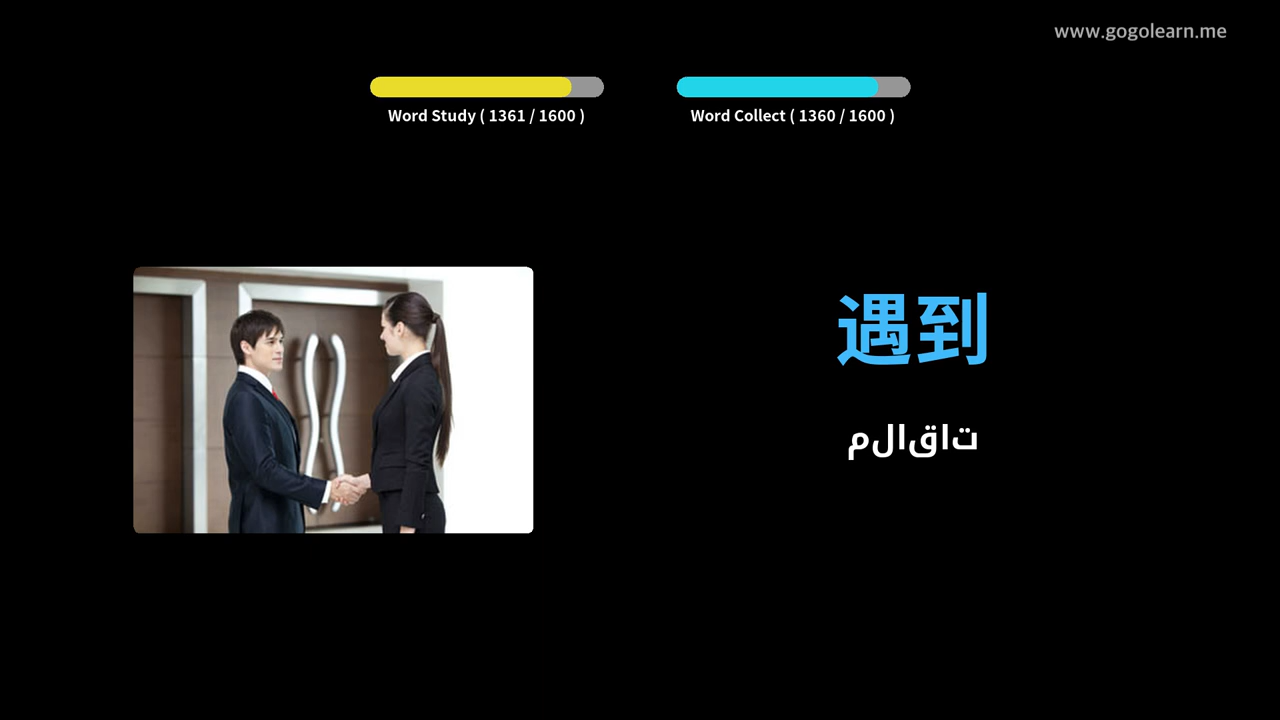 www.gogolearn.me
Word Study ( 1361 / 1600 )
Word Collect ( 1360 / 1600 )
遇到
تاقالم